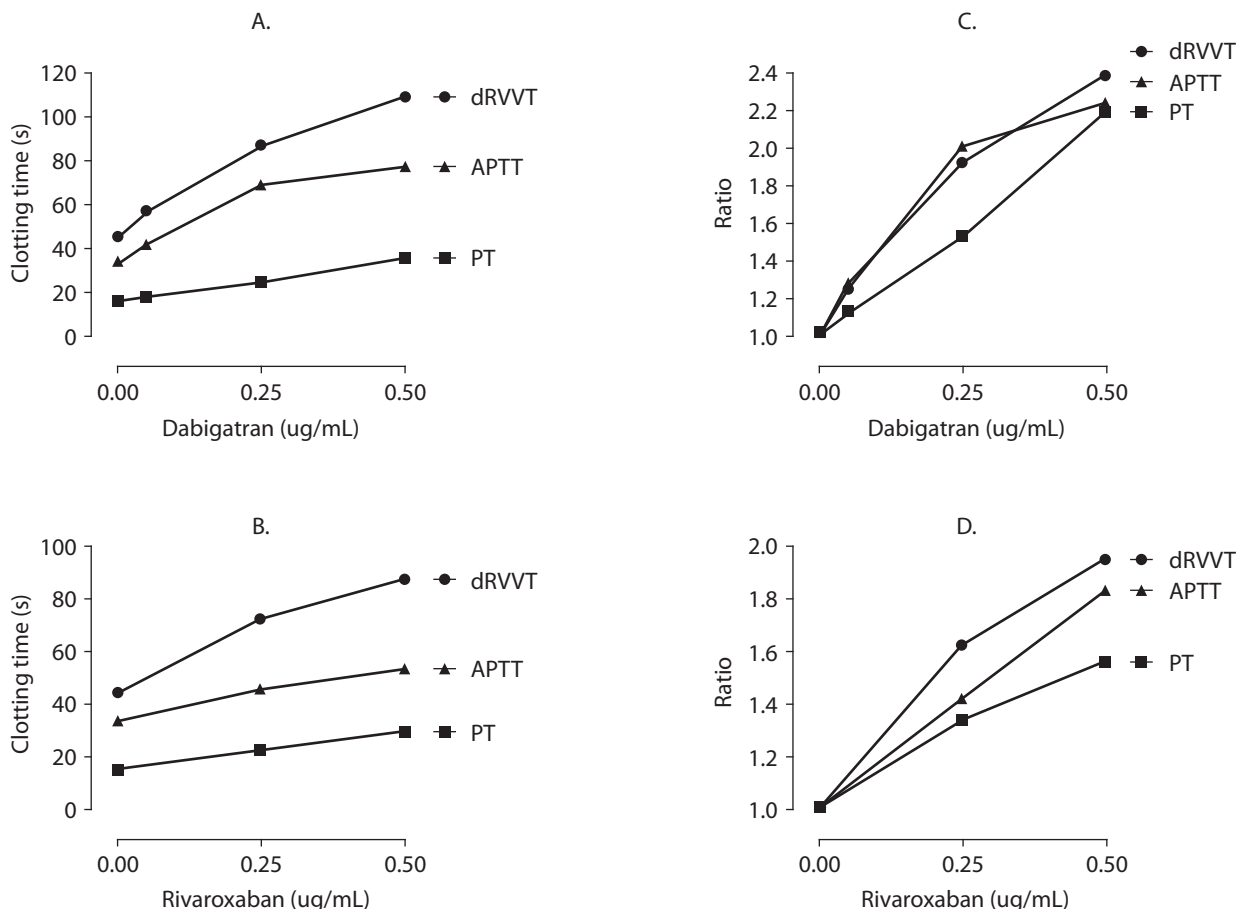 A.
Clotting time (s)
120
100
80
60
40
20
0
dRVVT
APTT
PT
0.00 0.25 0.50
Dabigatran (ug/mL)
C.
Ratio
2.4
2.2
2.0
1.8
1.6
1.4
1.2
1.0
dRVVT
APTT
PT
0.00 0.25 0.50
Dabigatran (ug/mL)
B.
Clotting time (s)
100
80
60
40
20
0
dRVVT
APTT
PT
0.00 0.25 0.50
Rivaroxaban (ug/mL)
D.
Ratio
2.0
1.8
1.6
1.4
1.2
1.0
dRVVT
APTT
PT
0.00 0.25 0.50
Rivaroxaban (ug/mL)